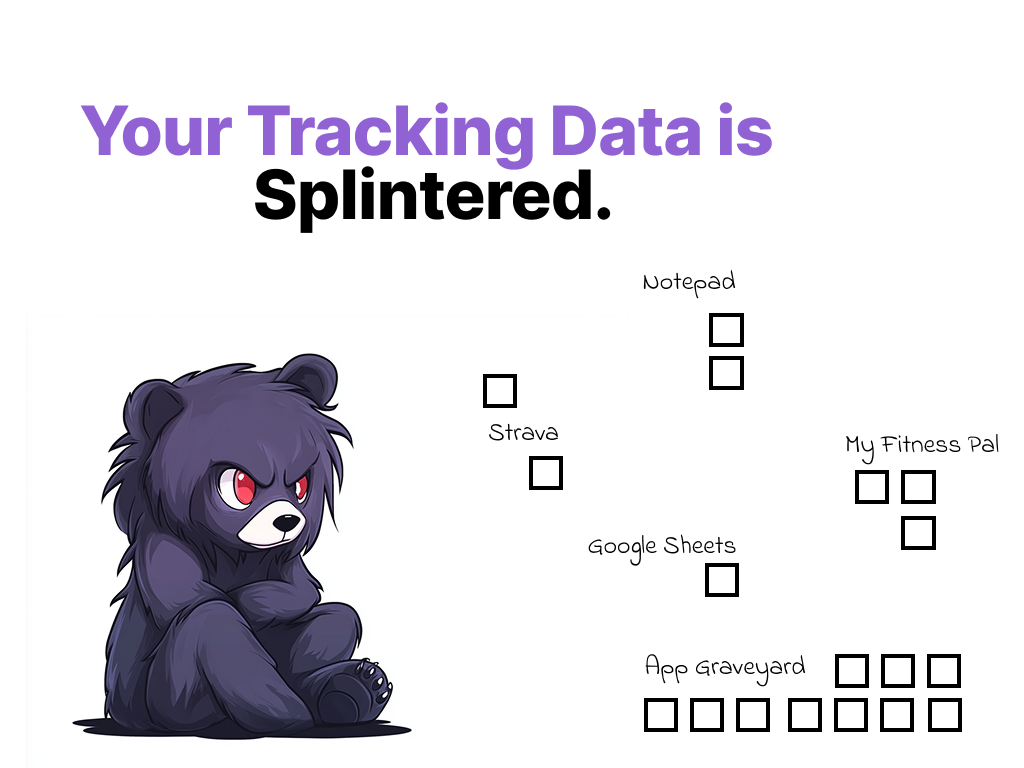 Your Tracking Data is
Splintered.
Notepad
Strava
My Fitness Pal
Google Sheets
App Graveyard